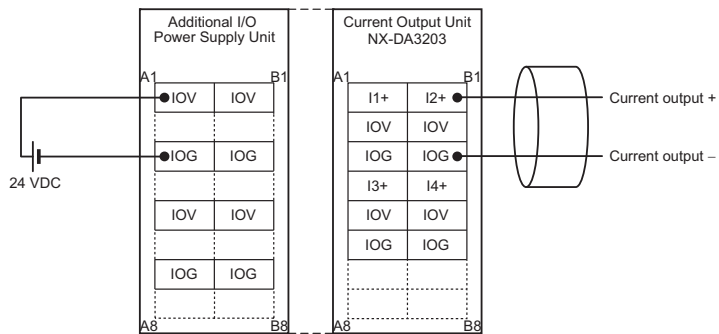 Additional I/O
Power Supply Unit
Current Output Unit
NX-DA3203
A1 B1 A1 B1
IOV IOV I1+ I2+ Current output +
IOV IOV
IOG IOG IOG IOG Current output –
24 VDC
I3+ I4+
IOV IOV IOV IOV
IOG IOG
IOG IOG
A8 B8 A8 B8